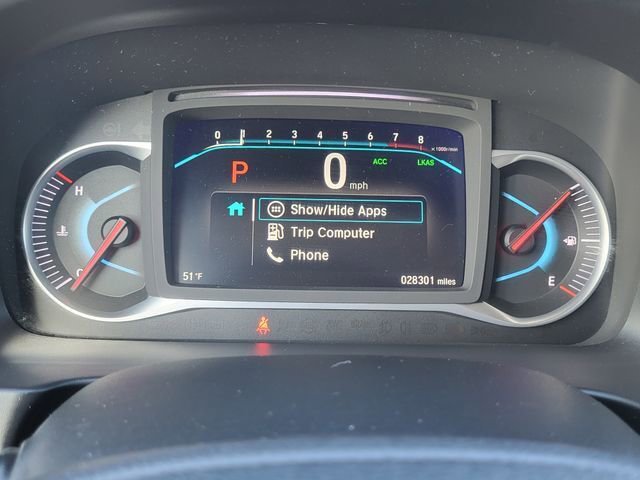 0 1 2 3 4 5 6 7 8
x1000r/min
P
0 mph
ACC
LKAS
Show/Hide Apps
Trip Computer
Phone
51°F
028301 miles
H
C
E